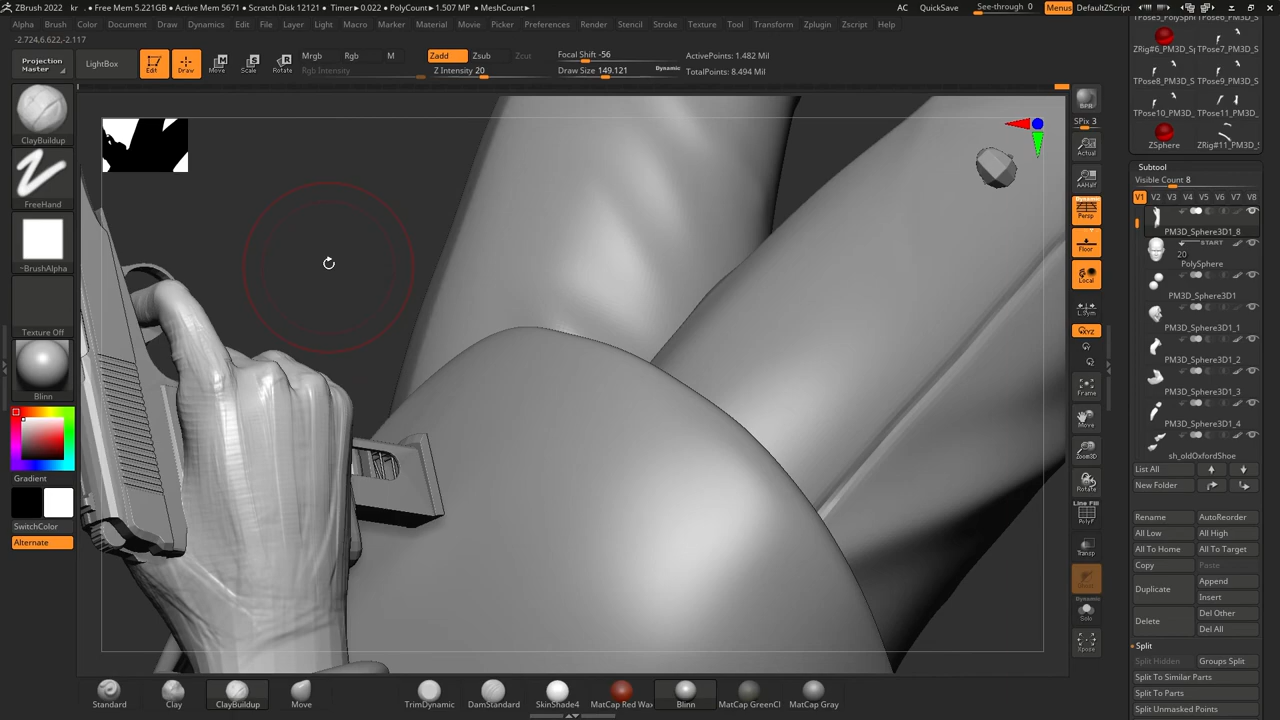 ZBrush 2022 kr . ● Free Mem 5.221GB ● Active Mem 5671 ● Scratch Disk 12121 ● Timer ▸ 0.022 ● PolyCount ▸ 1.507 MP ● MeshCount ▸ 1
AC QuickSave See-through 0 Menus DefaultZScript
Alpha Brush Color Document Draw Dynamics Edit File Layer Light Macro Marker Material Movie Picker Preferences Render Stencil Stroke Texture Tool Transform Zplugin Zscript Help
-2.724,6.622,-2.117
Projection Master
LightBox
Edit Draw Move Scale Rotate
Mrgb Rgb M
Rgb Intensity
Zadd Zsub Zcut
Z Intensity 20
Focal Shift -56
Draw Size 149.121 Dynamic
ActivePoints: 1.482 Mil
TotalPoints: 8.494 Mil
ClayBuildup
FreeHand
~BrushAlpha
Texture Off
Blinn
Gradient
SwitchColor
Alternate
BPR
SPix 3
Actual
AAHalf
Dynamic
Persp
Floor
Local
L.Sym
XYZ
Frame
Move
Zoom3D
Rotate
Line Fill
PolyF
Transp
Dynamic
Solo
Xpose
ZRig#6_PM3D_S TPose7_PM3D_S
TPose8_PM3D_S TPose9_PM3D_S
TPose10_PM3D_ TPose11_PM3D_
ZSphere ZRig#11_PM3D_
Subtool
Visible Count 8
V1 V2 V3 V4 V5 V6 V7 V8
PM3D_Sphere3D1_8
START
20
PolySphere
PM3D_Sphere3D1
PM3D_Sphere3D1_1
PM3D_Sphere3D1_2
PM3D_Sphere3D1_3
PM3D_Sphere3D1_4
sh_oldOxfordShoe
List All
New Folder
Rename AutoReorder
All Low All High
All To Home All To Target
Copy Paste
Duplicate Append
Insert
Delete Del Other
Del All
Split
Split Hidden Groups Split
Split To Similar Parts
Split To Parts
Split Unmasked Points
Standard Clay ClayBuildup Move TrimDynamic DamStandard SkinShade4 MatCap Red Wax Blinn MatCap GreenCl MatCap Gray